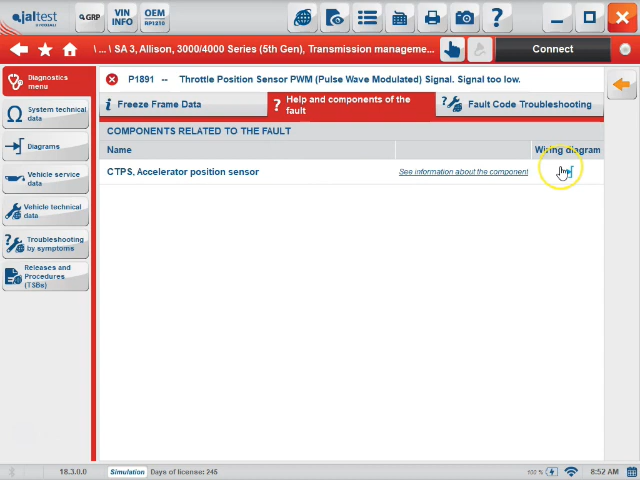 jaltest
GRP
VIN
INFO
OEM
RP1210
\ ... \ SA 3, Allison, 3000/4000 Series (5th Gen), Transmission manageme...
Connect
Diagnostics
menu
System technical
data
Diagrams
Vehicle service
data
Vehicle technical
data
Troubleshooting
by symptoms
Releases and
Procedures
(TSBs)
P1891 -- Throttle Position Sensor PWM (Pulse Wave Modulated) Signal. Signal too low.
Freeze Frame Data
Help and components of the
fault
Fault Code Troubleshooting
COMPONENTS RELATED TO THE FAULT
Name
Wiring diagram
CTPS, Accelerator position sensor
See information about the component
18.3.0.0
Simulation
Days of license: 245
100 %
8:52 AM